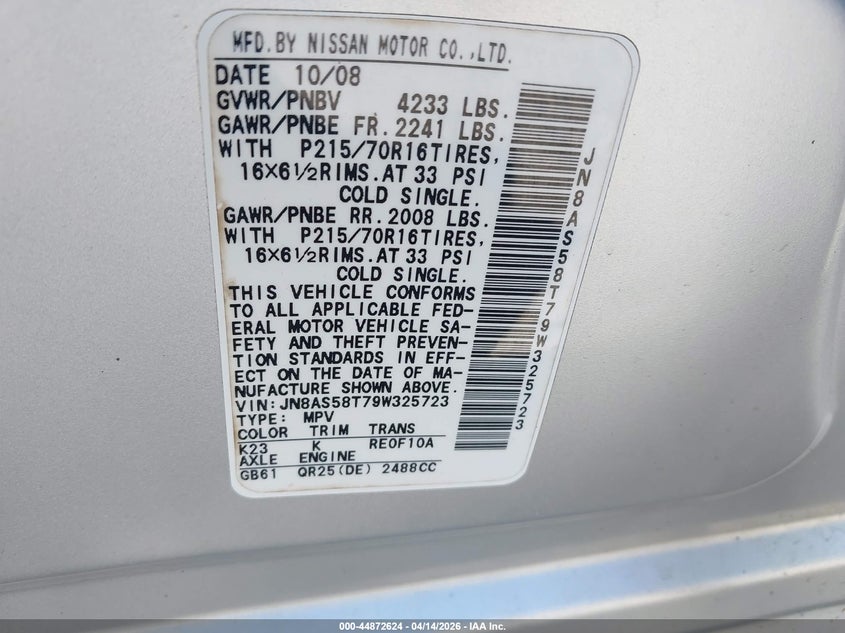 MFD.BY NISSAN MOTOR CO.,LTD.
DATE 10/08
GVWR/PNBV 4233 LBS.
GAWR/PNBE FR.2241 LBS.
WITH P215/70R16TIRES,
16×6½RIMS.AT 33 PSI
COLD SINGLE.
GAWR/PNBE RR.2008 LBS.
WITH P215/70R16TIRES,
16×6½RIMS.AT 33 PSI
COLD SINGLE.
THIS VEHICLE CONFORMS
TO ALL APPLICABLE FED-
ERAL MOTOR VEHICLE SA-
FETY AND THEFT PREVEN-
TION STANDARDS IN EFF-
ECT ON THE DATE OF MA-
NUFACTURE SHOWN ABOVE.
VIN: JN8AS58T79W325723
TYPE: MPV
COLOR TRIM TRANS
K23 K RE0F10A
AXLE ENGINE
GB61 QR25(DE) 2488CC
JN8AS58T79W325723
000-44872624 | 04/14/2026 | IAA Inc.